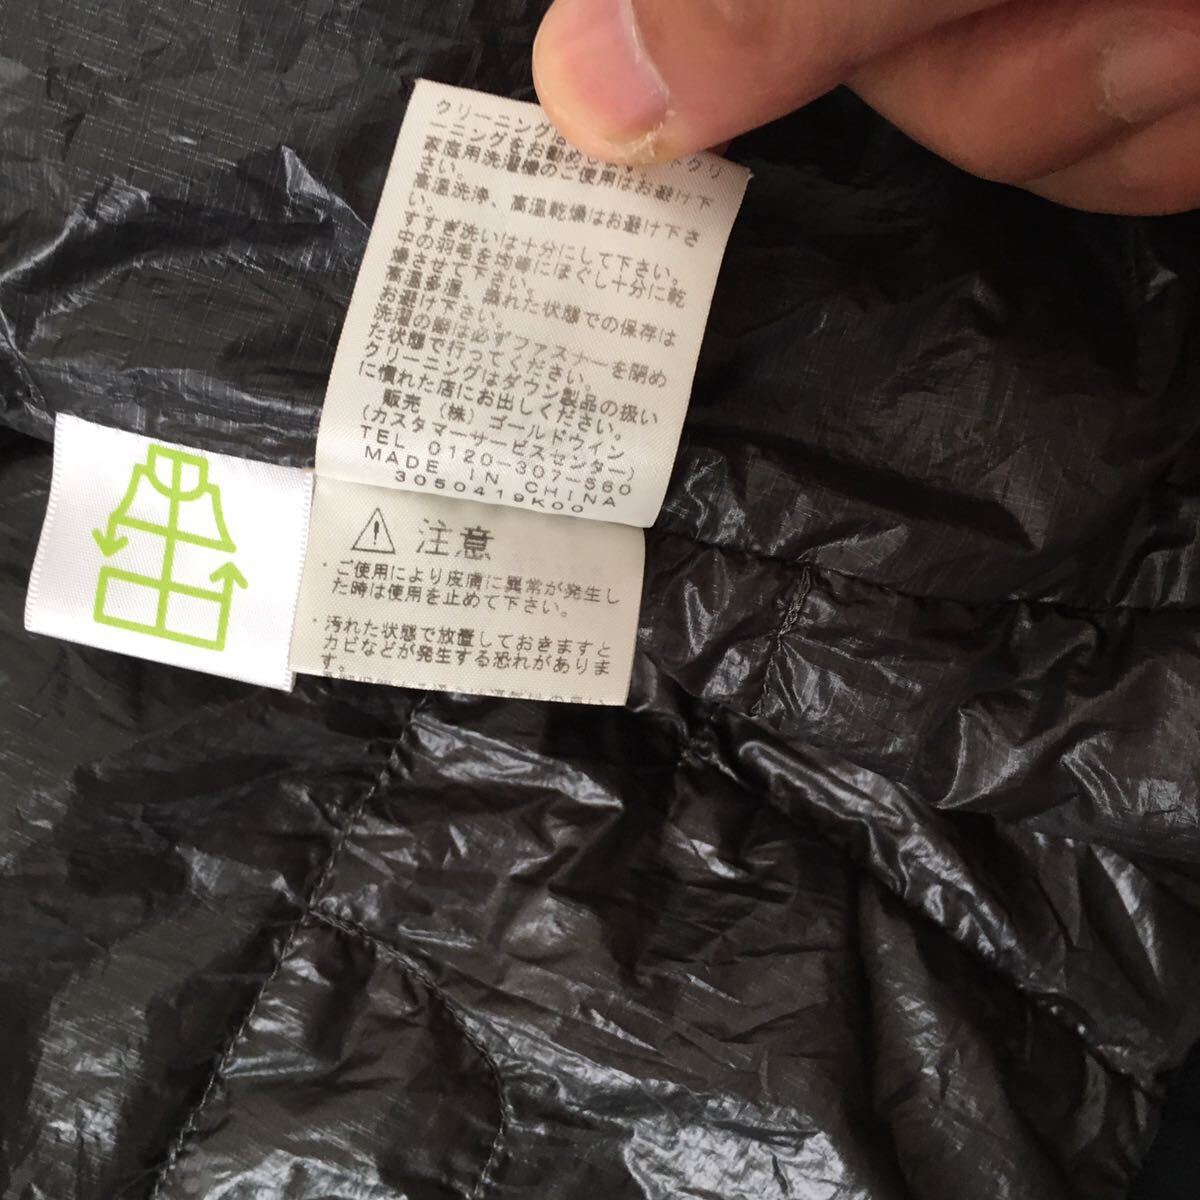 クリーニングは
ーニングをお勧め クリ
家庭用洗濯機のご使用はお避け下
さい。
高温洗浄、高温乾燥はお避け下さ
い。
すすぎ洗いは十分にして下さい。
中の羽毛を均等にほぐし十分に乾
燥させて下さい。
高温多湿、濡れた状態での保存は
お避け下さい。
洗濯の際は必ずファスナーを閉め
た状態で行ってください。
クリーニングはダウン製品の扱い
に慣れた店にお出しください。
販売 (株) ゴールドウイン
(カスタマーサービスセンター)
TEL 0120-307-560
MADE IN CHINA
3050419K00
注意
・ご使用により皮膚に異常が発生し
た時は使用を止めて下さい。
・汚れた状態で放置しておきますと
カビなどが発生する恐れがありま
す。